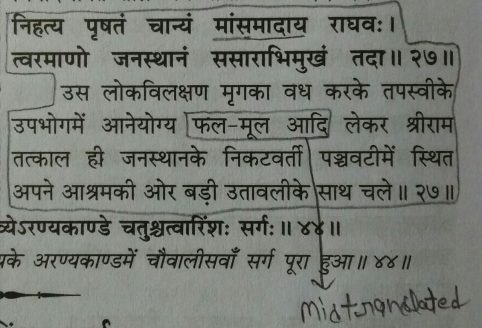 निहत्य पृषतं चान्यं मांसमादाय राघवः।
त्वरमाणो जनस्थानं ससाराभिमुखं तदा॥ २७॥
उस लोकविलक्षण मृगका वध करके तपस्वीके
उपभोगमें आनेयोग्य फल-मूल आदि लेकर श्रीराम
तत्काल ही जनस्थानके निकटवर्ती पञ्चवटीमें स्थित
अपने आश्रमकी ओर बड़ी उतावलीके साथ चले॥ २७॥
व्येऽरण्यकाण्डे चतुश्चत्वारिंशः सर्गः॥ ४४॥
अरण्यकाण्डमें चौवालीसवाँ सर्ग पूरा हुआ॥ ४४॥
mistranslated